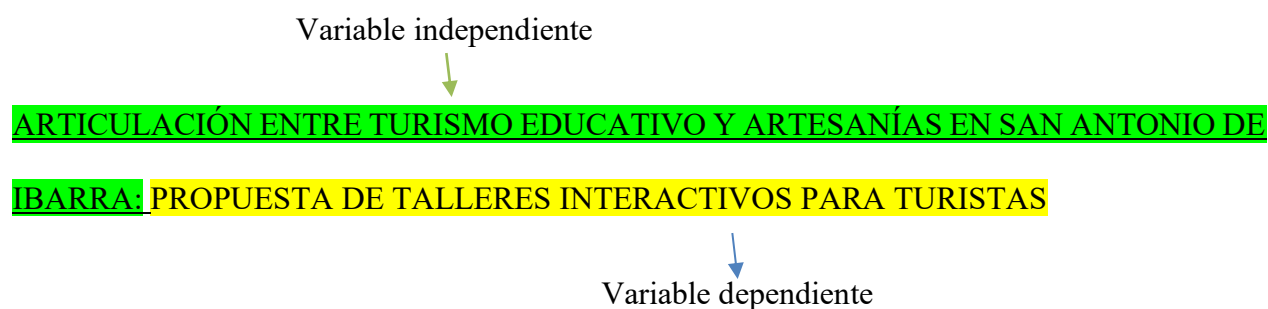 Variable independiente
ARTICULACIÓN ENTRE TURISMO EDUCATIVO Y ARTESANÍAS EN SAN ANTONIO DE
IBARRA: PROPUESTA DE TALLERES INTERACTIVOS PARA TURISTAS
Variable dependiente